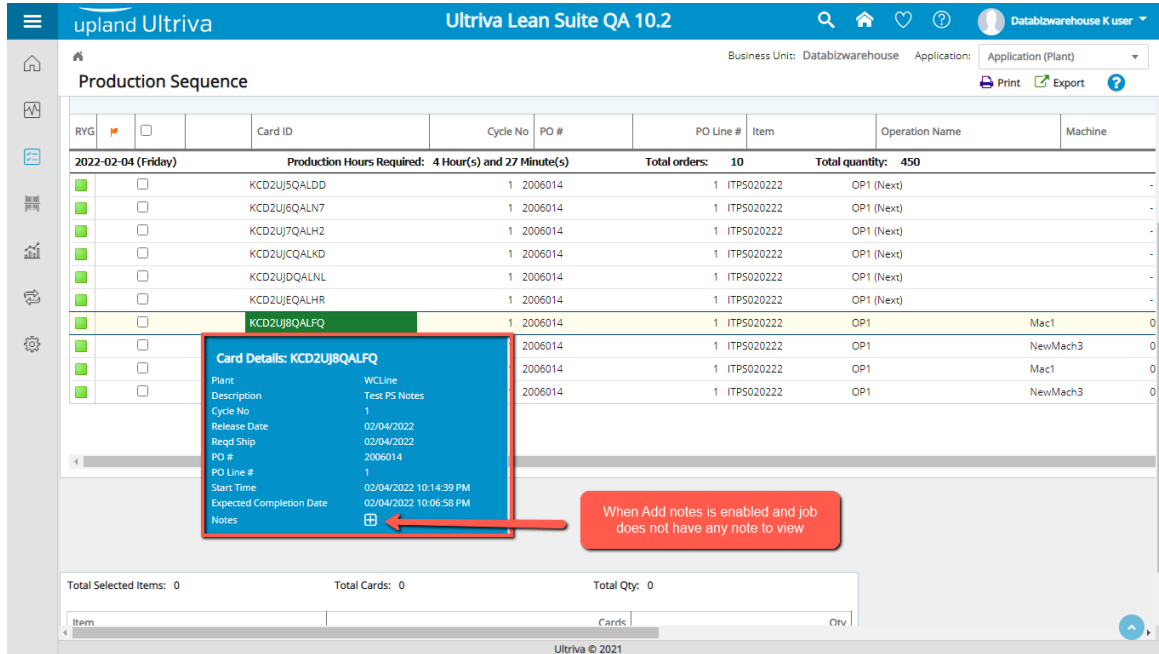 upland Ultriva
Ultriva Lean Suite QA 10.2
Databizwarehouse K user
Business Unit: Databizwarehouse Application: Application (Plant)
Production Sequence
Print Export
RYG Card ID Cycle No PO # PO Line # Item Operation Name Machine
2022-02-04 (Friday) Production Hours Required: 4 Hour(s) and 27 Minute(s) Total orders: 10 Total quantity: 450
KCD2UJ5QALDD 1 2006014 1 ITPS020222 OP1 (Next) -
KCD2UJ6QALN7 1 2006014 1 ITPS020222 OP1 (Next) -
KCD2UJ7QALH2 1 2006014 1 ITPS020222 OP1 (Next) -
KCD2UJCQALKD 1 2006014 1 ITPS020222 OP1 (Next) -
KCD2UJDQALNL 1 2006014 1 ITPS020222 OP1 (Next) -
KCD2UJEQALHR 1 2006014 1 ITPS020222 OP1 (Next) -
KCD2UJ8QALFQ 1 2006014 1 ITPS020222 OP1 Mac1 0
2006014 1 ITPS020222 OP1 NewMach3 0
2006014 1 ITPS020222 OP1 Mac1 0
2006014 1 ITPS020222 OP1 NewMach3 0
Card Details: KCD2UJ8QALFQ
Plant WCLine
Description Test PS Notes
Cycle No 1
Release Date 02/04/2022
Reqd Ship 02/04/2022
PO # 2006014
PO Line # 1
Start Time 02/04/2022 10:14:39 PM
Expected Completion Date 02/04/2022 10:06:58 PM
Notes
When Add notes is enabled and job
does not have any note to view
Total Selected Items: 0 Total Cards: 0 Total Qty: 0
Item Cards Qty
Ultriva © 2021